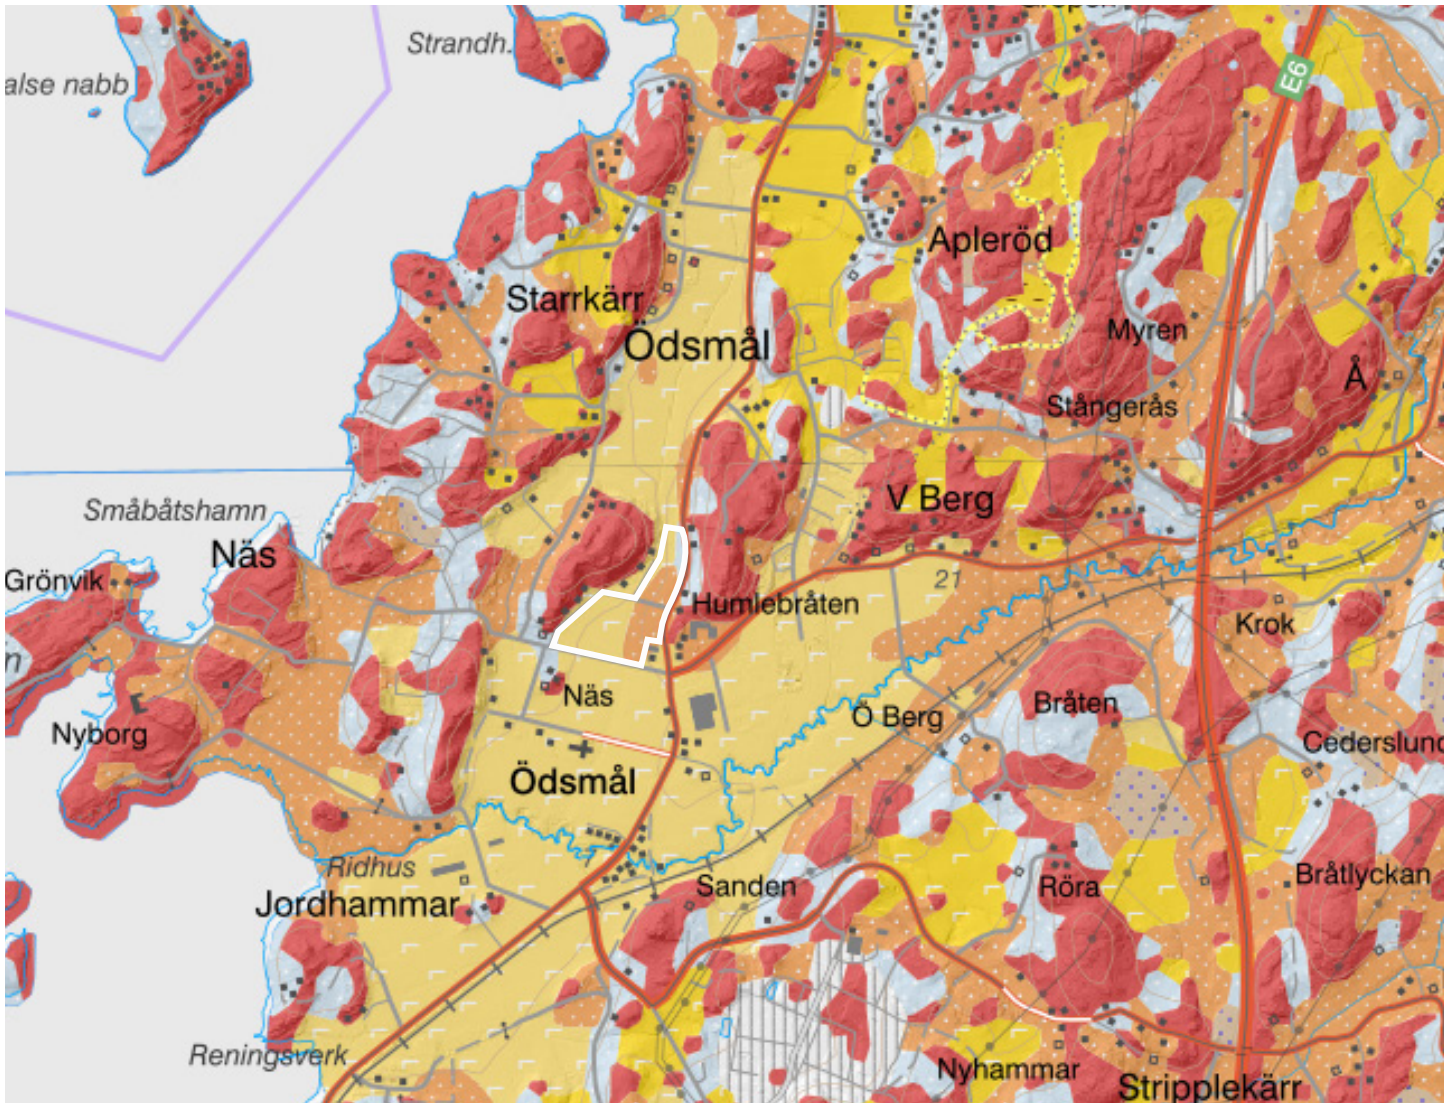 Strandh.
alse nabb
E6
Apleröd
Starrkärr
Ödsmål
Myren
Å
Stångerås
V Berg
Småbåtshamn
Näs
Grönvik
21
Humlebråten
Krok
n
Näs
Nyborg
Ö Berg
Bråten
Cederslund
Ödsmål
Ridhus
Jordhammar
Sanden
Röra
Bråtlyckan
Reningsverk
Nyhammar
Stripplekärr